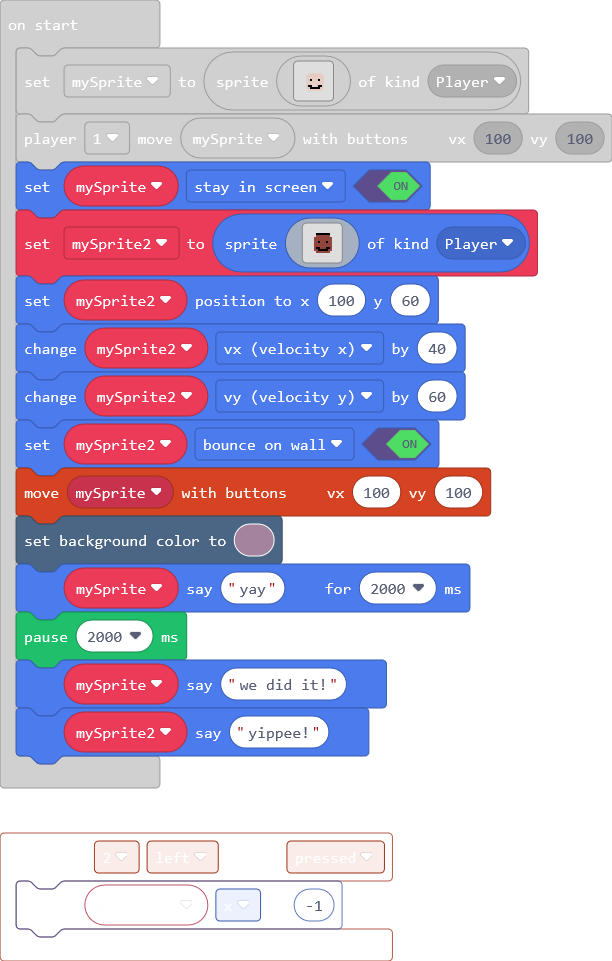 on start
set mySprite to sprite of kind Player
player 1 move mySprite with buttons vx 100 vy 100
set mySprite stay in screen ON
set mySprite2 to sprite of kind Player
set mySprite2 position to x 100 y 60
change mySprite2 vx (velocity x) by 40
change mySprite2 vy (velocity y) by 60
set mySprite2 bounce on wall ON
move mySprite with buttons vx 100 vy 100
set background color to
mySprite say "yay" for 2000 ms
pause 2000 ms
mySprite say "we did it!"
mySprite2 say "yippee!"
2 left pressed
x -1